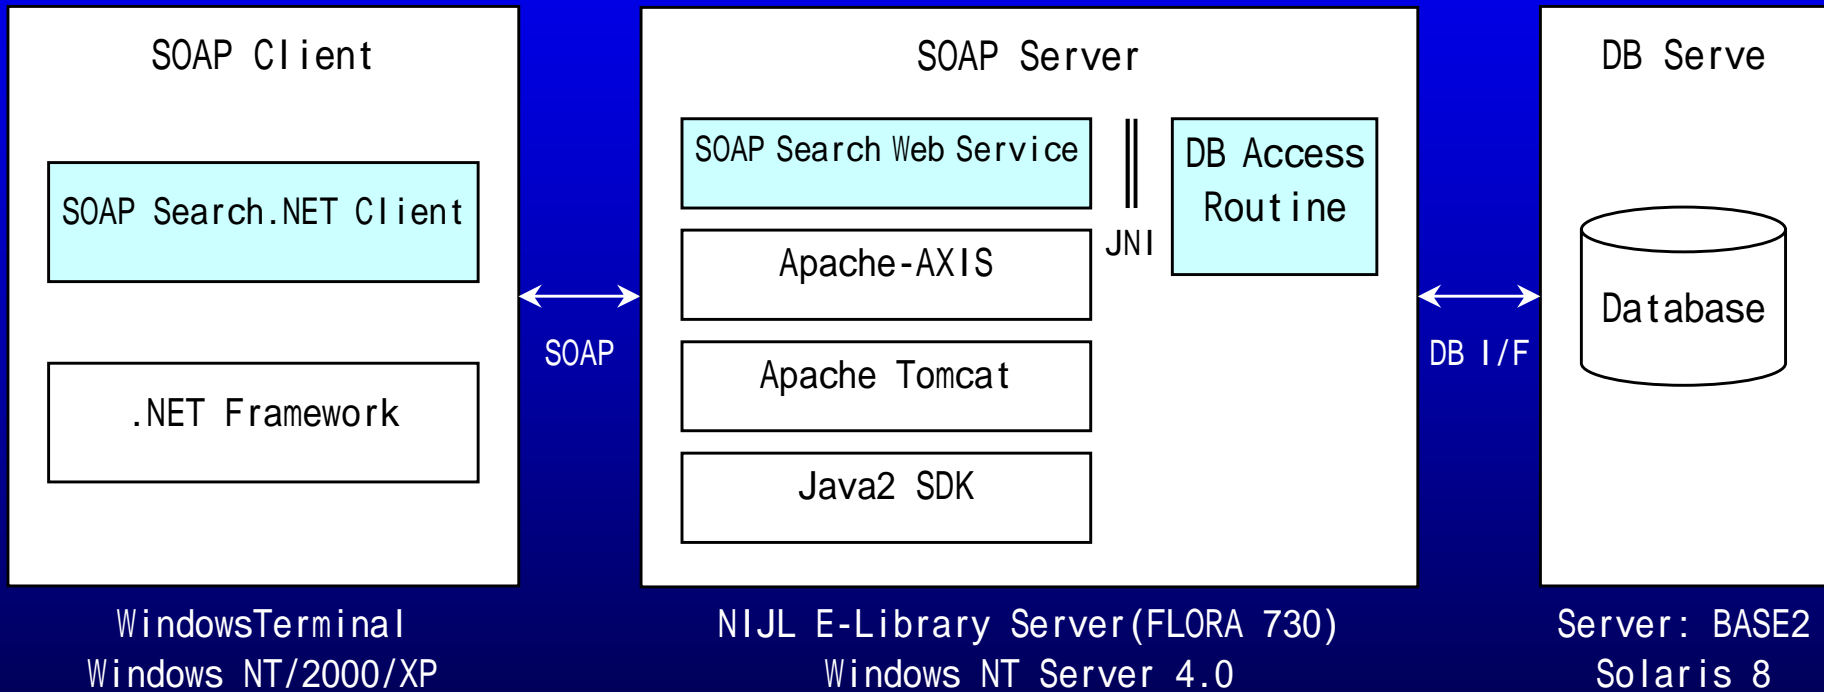 SOAP Client
SOAP Search.NET Client
.NET Framework
WindowsTerminal
Windows NT/2000/XP
SOAP
SOAP Server
SOAP Search Web Service
Apache-AXIS
Apache Tomcat
Java2 SDK
JNI
DB Access
Routine
NIJL E-Library Server(FLORA 730)
Windows NT Server 4.0
DB I/F
DB Serve
Database
Server: BASE2
Solaris 8